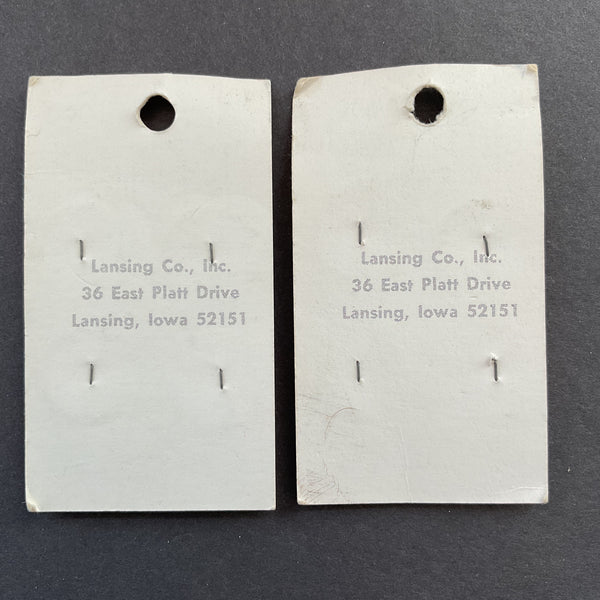 Lansing Co., Inc.
36 East Platt Drive
Lansing, Iowa 52151
Lansing Co., Inc.
36 East Platt Drive
Lansing, Iowa 52151